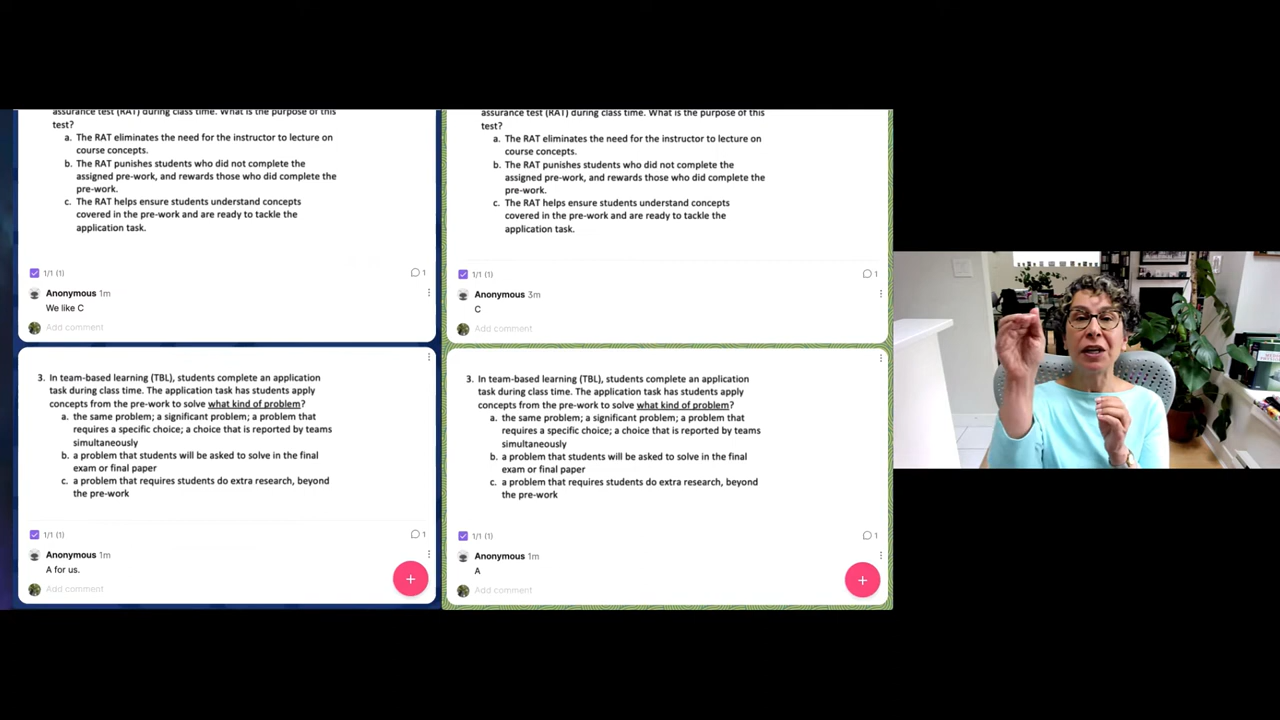 assurance test (RAT) during class time. What is the purpose of this
test?
a. The RAT eliminates the need for the instructor to lecture on
course concepts.
b. The RAT punishes students who did not complete the
assigned pre-work, and rewards those who did complete the
pre-work.
c. The RAT helps ensure students understand concepts
covered in the pre-work and are ready to tackle the
application task.
1/1 (1)
1
Anonymous 1m
We like C
Add comment
3. In team-based learning (TBL), students complete an application
task during class time. The application task has students apply
concepts from the pre-work to solve what kind of problem?
a. the same problem; a significant problem; a problem that
requires a specific choice; a choice that is reported by teams
simultaneously
b. a problem that students will be asked to solve in the final
exam or final paper
c. a problem that requires students do extra research, beyond
the pre-work
1/1 (1)
1
Anonymous 1m
A for us.
Add comment
assurance test (RAT) during class time. What is the purpose of this
test?
a. The RAT eliminates the need for the instructor to lecture on
course concepts.
b. The RAT punishes students who did not complete the
assigned pre-work, and rewards those who did complete the
pre-work.
c. The RAT helps ensure students understand concepts
covered in the pre-work and are ready to tackle the
application task.
1/1 (1)
1
Anonymous 3m
C
Add comment
3. In team-based learning (TBL), students complete an application
task during class time. The application task has students apply
concepts from the pre-work to solve what kind of problem?
a. the same problem; a significant problem; a problem that
requires a specific choice; a choice that is reported by teams
simultaneously
b. a problem that students will be asked to solve in the final
exam or final paper
c. a problem that requires students do extra research, beyond
the pre-work
1/1 (1)
1
Anonymous 1m
A
Add comment